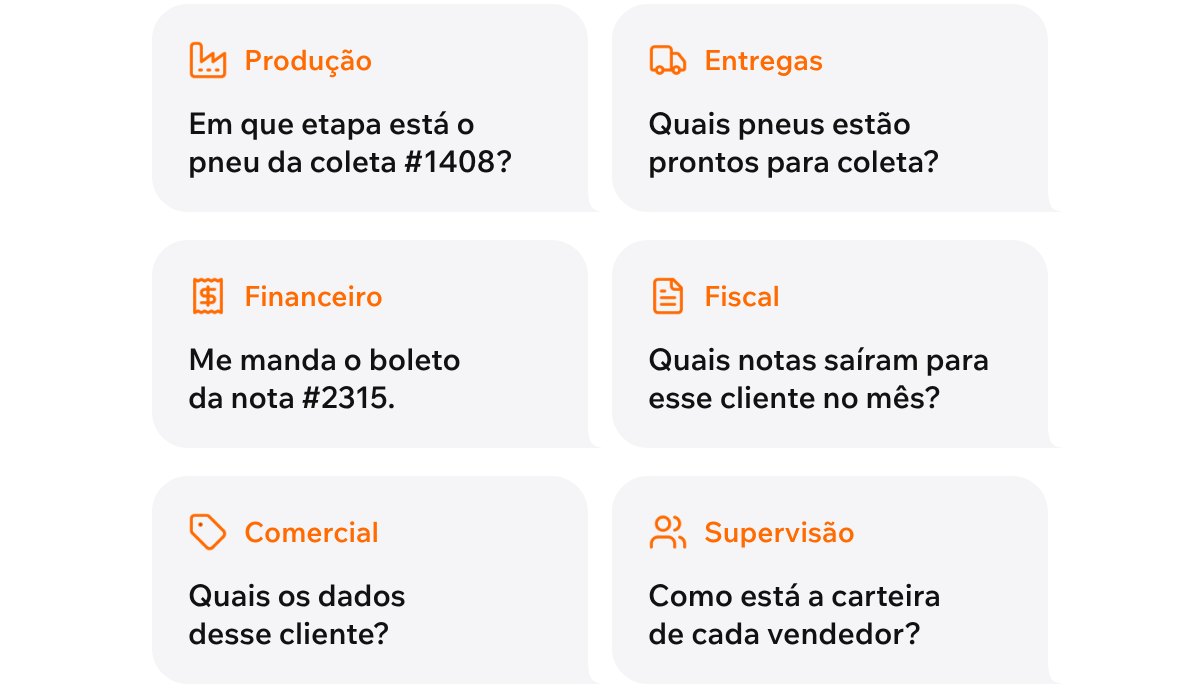 Produção
Em que etapa está o
pneu da coleta #1408?
Entregas
Quais pneus estão
prontos para coleta?
Financeiro
Me manda o boleto
da nota #2315.
Fiscal
Quais notas saíram para
esse cliente no mês?
Comercial
Quais os dados
desse cliente?
Supervisão
Como está a carteira
de cada vendedor?